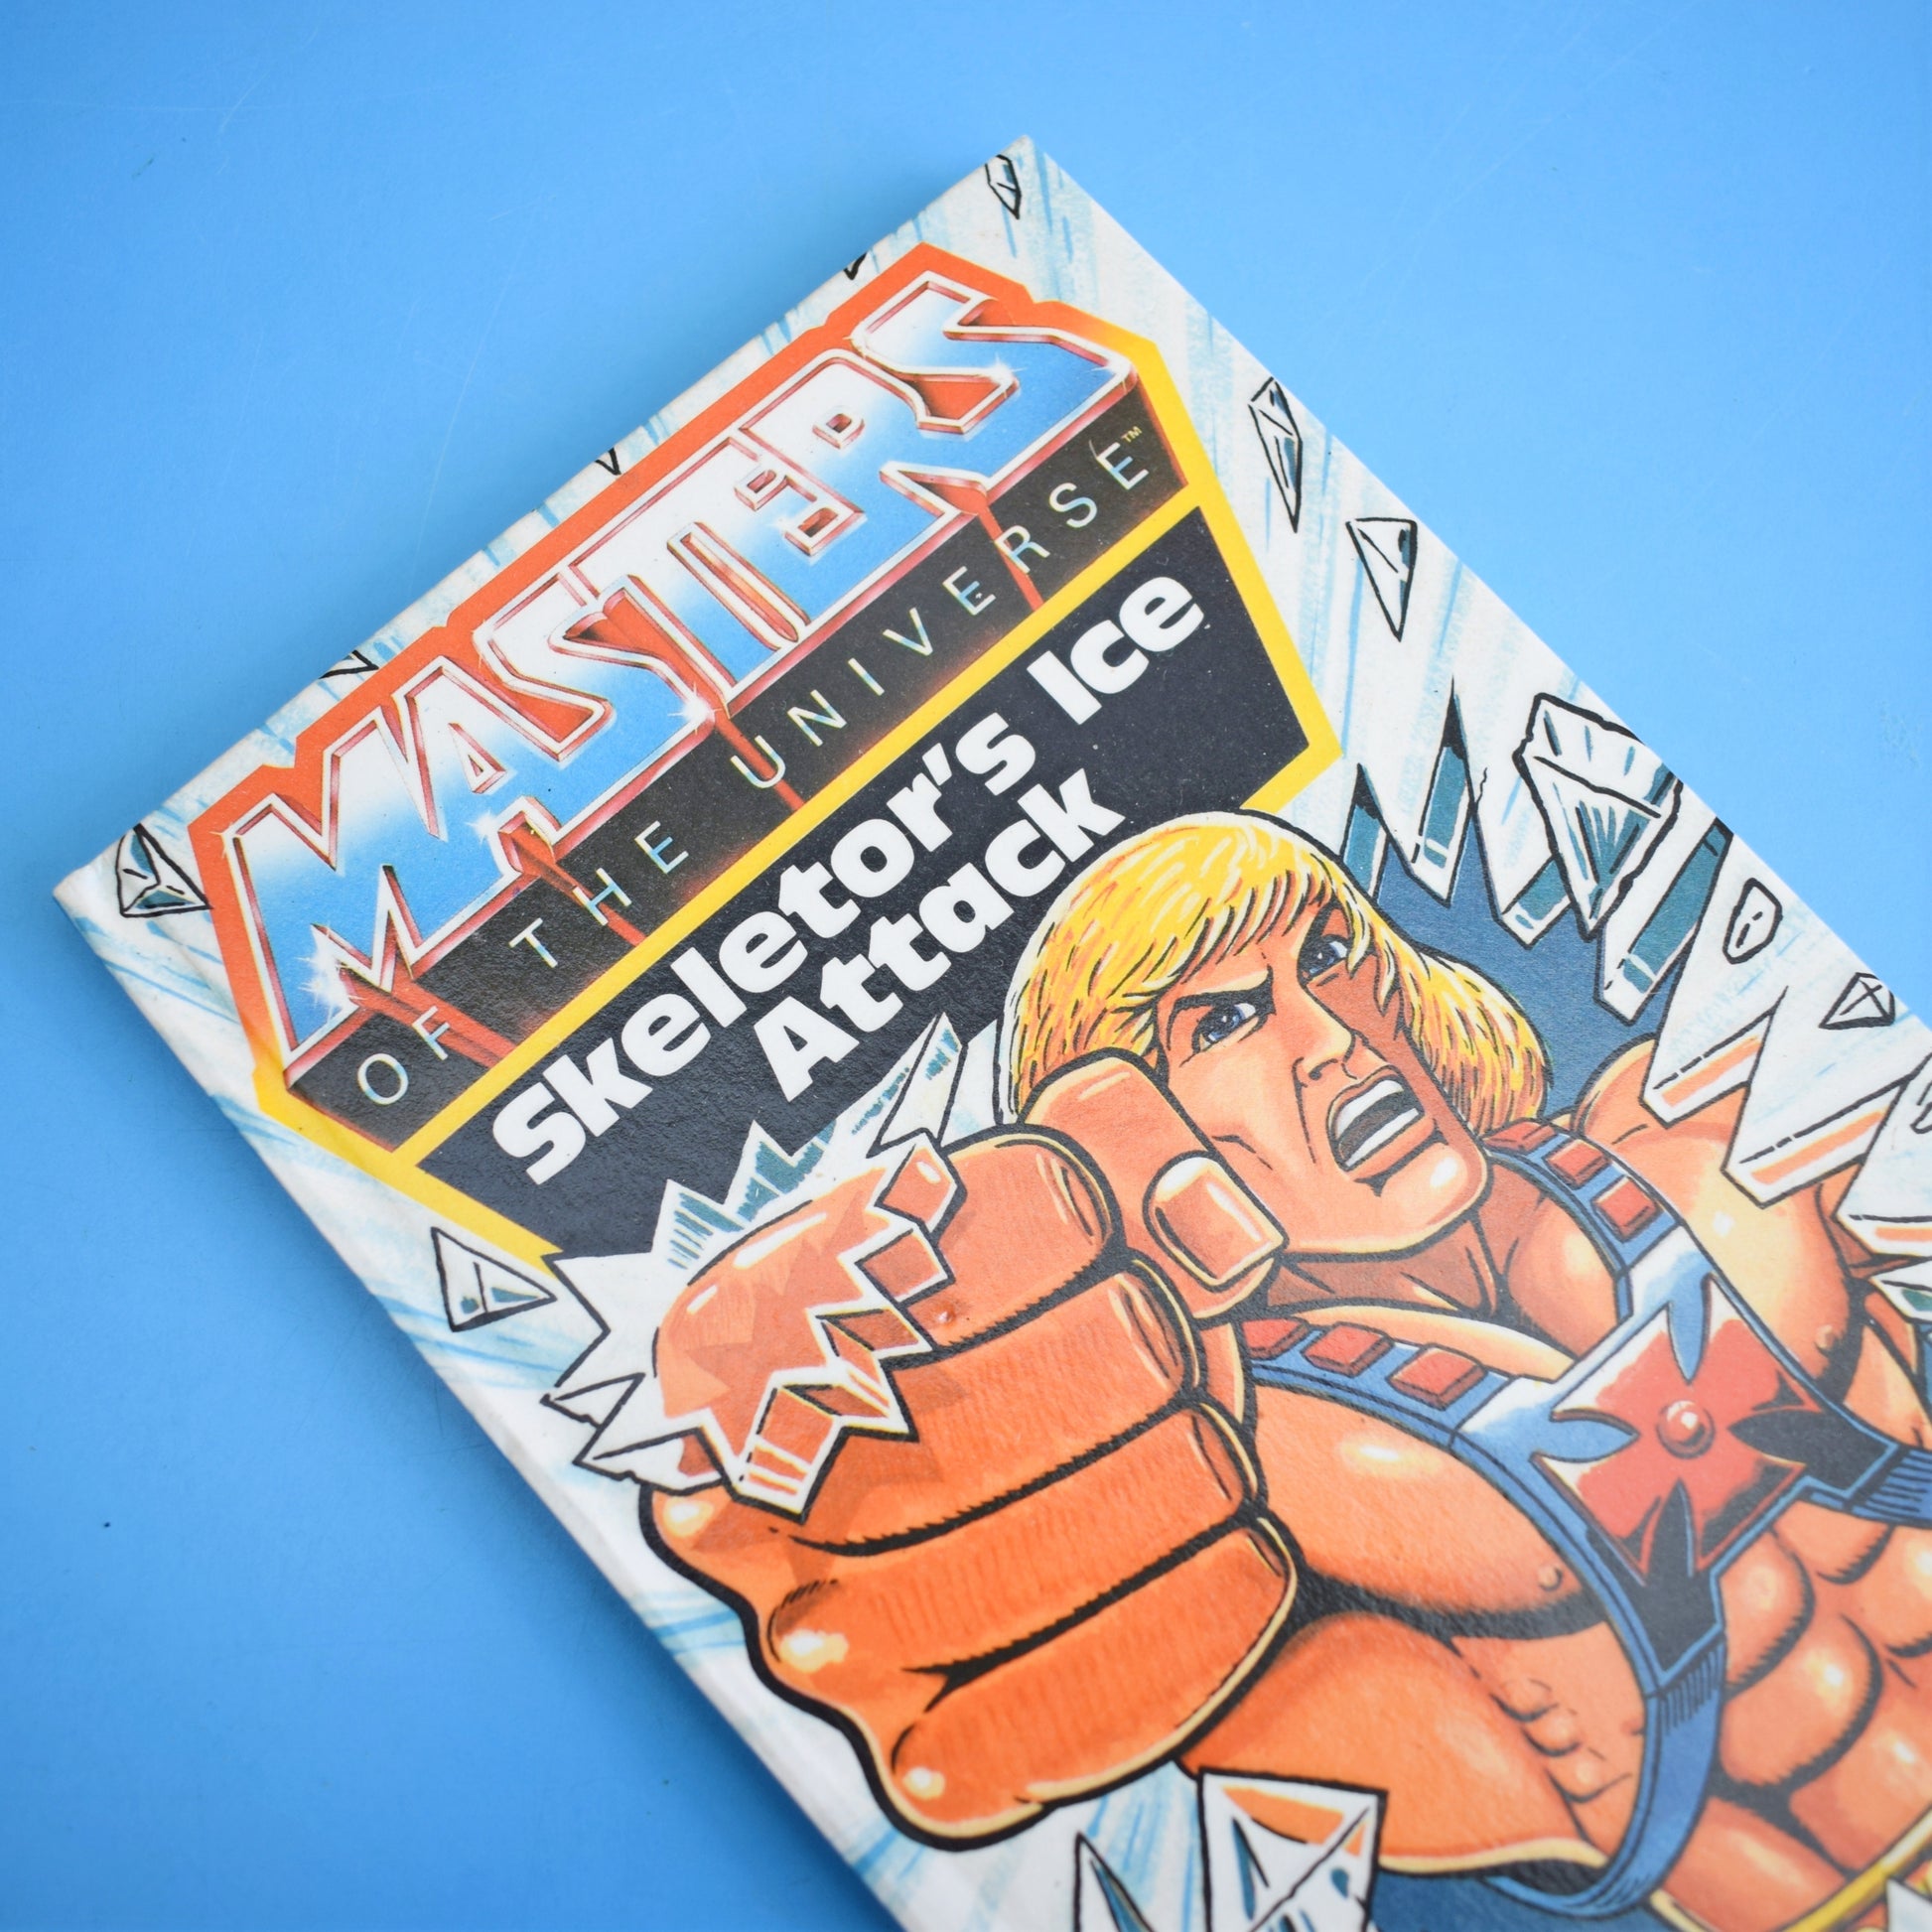 MASTERS
OF THE UNIVERSE™
Skeletor's Ice
Attack